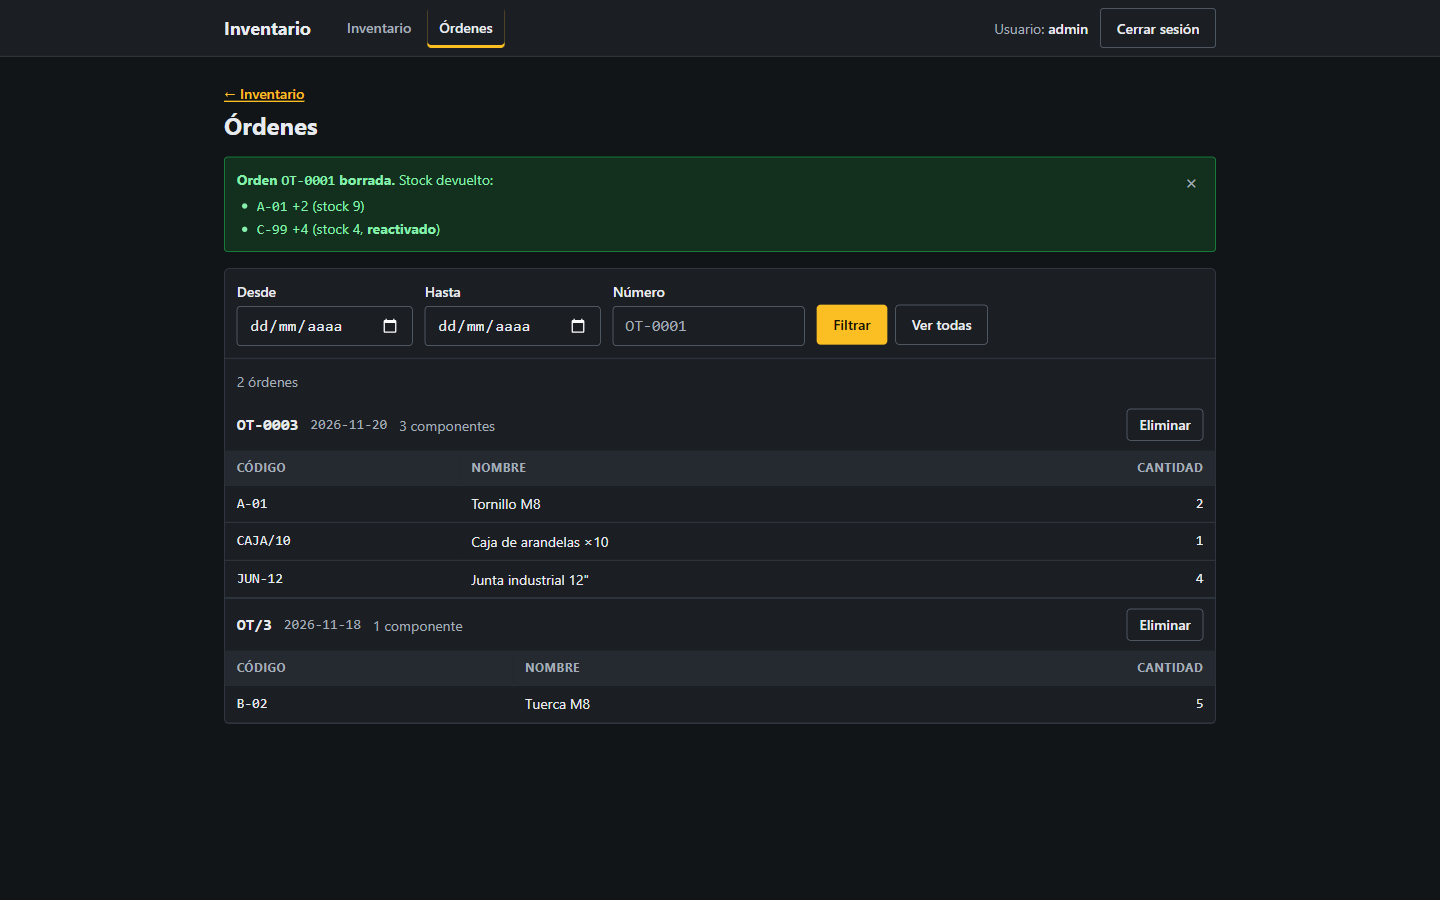 Inventario Inventario Órdenes Usuario: admin Cerrar sesión
← Inventario
Órdenes
Orden OT-0001 borrada. Stock devuelto: ×
• A-01 +2 (stock 9)
• C-99 +4 (stock 4, reactivado)
Desde Hasta Número
dd/mm/aaaa dd/mm/aaaa OT-0001 Filtrar Ver todas
2 órdenes
OT-0003 2026-11-20 3 componentes Eliminar
CÓDIGO NOMBRE CANTIDAD
A-01 Tornillo M8 2
CAJA/10 Caja de arandelas ×10 1
JUN-12 Junta industrial 12" 4
OT/3 2026-11-18 1 componente Eliminar
CÓDIGO NOMBRE CANTIDAD
B-02 Tuerca M8 5